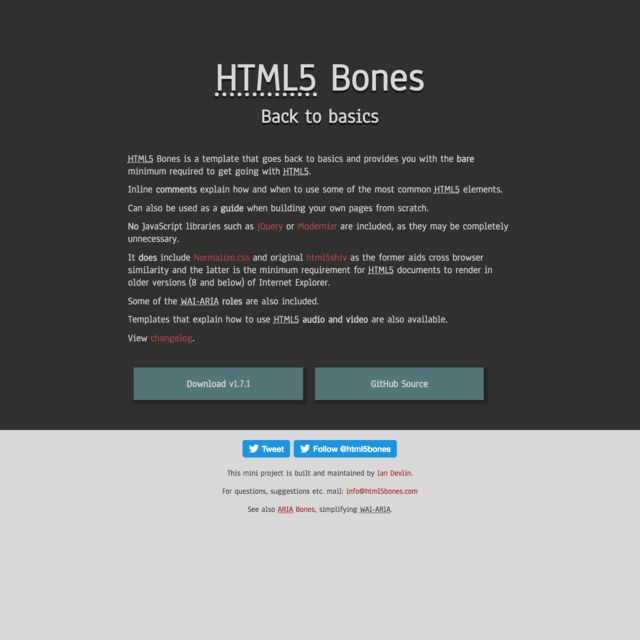 HTML5 Bones
Back to basics
HTML5 Bones is a template that goes back to basics and provides you with the bare
minimum required to get going with HTML5.
Inline comments explain how and when to use some of the most common HTML5 elements.
Can also be used as a guide when building your own pages from scratch.
No JavaScript libraries such as jQuery or Modernizr are included, as they may be completely
unnecessary.
It does include Normalize.css and original html5shiv as the former aids cross browser
similarity and the latter is the minimum requirement for HTML5 documents to render in
older versions (8 and below) of Internet Explorer.
Some of the WAI-ARIA roles are also included.
Templates that explain how to use HTML5 audio and video are also available.
View changelog.
Download v1.7.1 GitHub Source
Tweet Follow @html5bones
This mini project is built and maintained by Ian Devlin.
For questions, suggestions etc. mail: info@html5bones.com
See also ARIA Bones, simplifying WAI-ARIA.